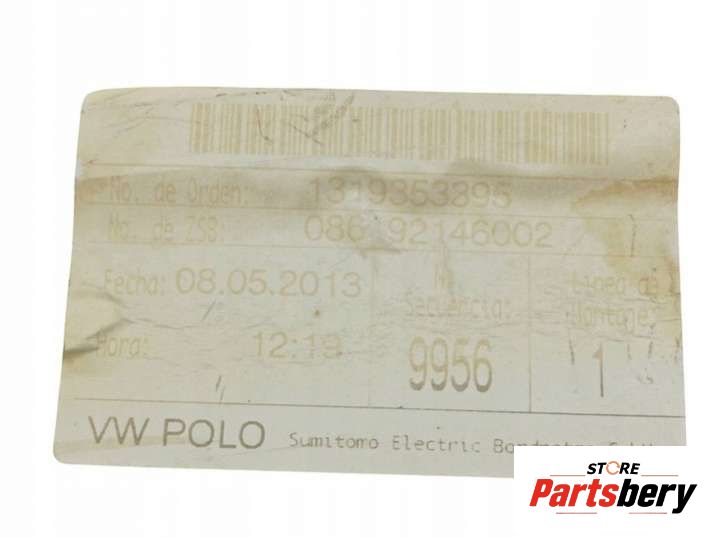 No. de Orden: 1319353895
No. de ZSB: 086 92146002
Fecha: 08.05.2013
Secuencia: 9956
Linea de Montage: 1
Hora: 12:19
VW POLO Sumitomo Electric
STORE
Partsbery